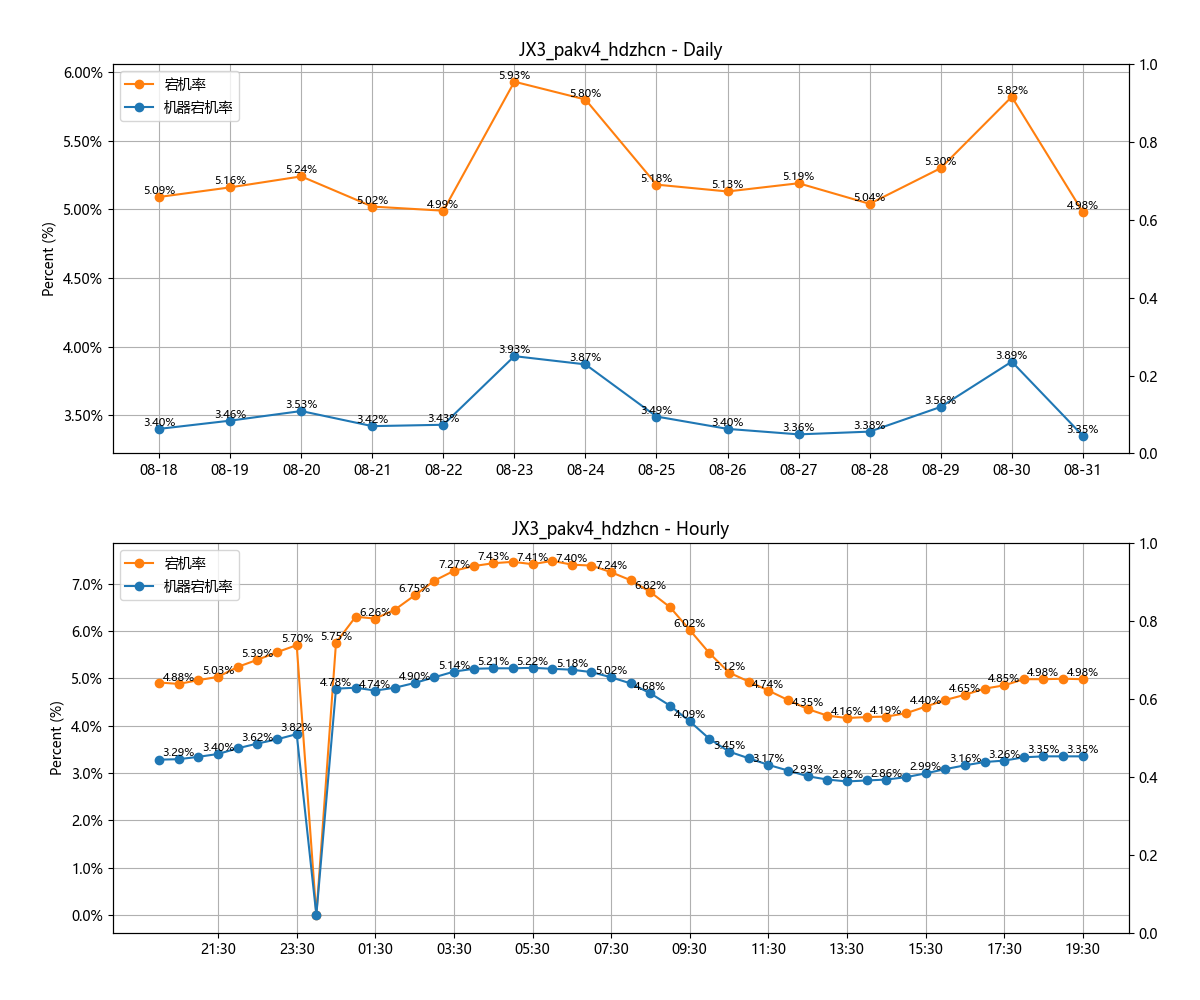 JX3_pakv4_hdzhcn - Daily
宕机率
机器宕机率
Percent (%)
6.00%
5.50%
5.00%
4.50%
4.00%
3.50%
1.0
0.8
0.6
0.4
0.2
0.0
5.09% 5.16% 5.24% 5.02% 4.99% 5.93% 5.80% 5.18% 5.13% 5.19% 5.04% 5.30% 5.82% 4.98%
3.40% 3.46% 3.53% 3.42% 3.43% 3.93% 3.87% 3.49% 3.40% 3.36% 3.38% 3.56% 3.89% 3.35%
08-18 08-19 08-20 08-21 08-22 08-23 08-24 08-25 08-26 08-27 08-28 08-29 08-30 08-31
JX3_pakv4_hdzhcn - Hourly
宕机率
机器宕机率
Percent (%)
7.0%
6.0%
5.0%
4.0%
3.0%
2.0%
1.0%
0.0%
1.0
0.8
0.6
0.4
0.2
0.0
4.88% 5.03% 5.39% 5.70% 5.75% 6.26% 6.75% 7.27% 7.43% 7.41% 7.40% 7.24% 6.82% 6.02% 5.12% 4.74% 4.35% 4.16% 4.19% 4.40% 4.65% 4.85% 4.98% 4.98%
3.29% 3.40% 3.62% 3.82% 4.78% 4.74% 4.90% 5.14% 5.21% 5.22% 5.18% 5.02% 4.68% 4.09% 3.45% 3.17% 2.93% 2.82% 2.86% 2.99% 3.16% 3.26% 3.35% 3.35%
21:30 23:30 01:30 03:30 05:30 07:30 09:30 11:30 13:30 15:30 17:30 19:30